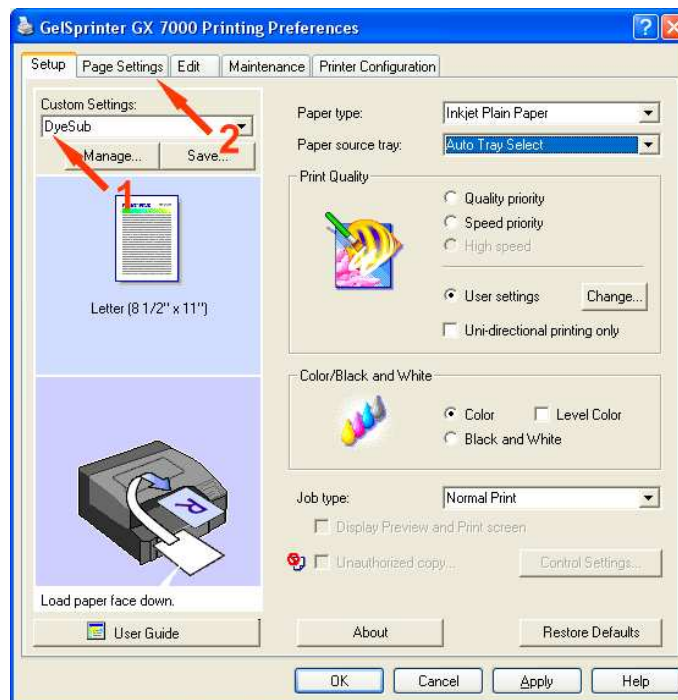 GelSprinter GX 7000 Printing Preferences
Setup Page Settings Edit Maintenance Printer Configuration
Custom Settings:
DyeSub
Manage... Save...
1
2
Letter (8 1/2" x 11")
R
Load paper face down.
User Guide
Paper type: Inkjet Plain Paper
Paper source tray: Auto Tray Select
Print Quality
Quality priority
Speed priority
High speed
User settings Change...
Uni-directional printing only
Color/Black and White
Color Level Color
Black and White
Job type: Normal Print
Display Preview and Print screen
Unauthorized copy... Control Settings...
About Restore Defaults
OK Cancel Apply Help